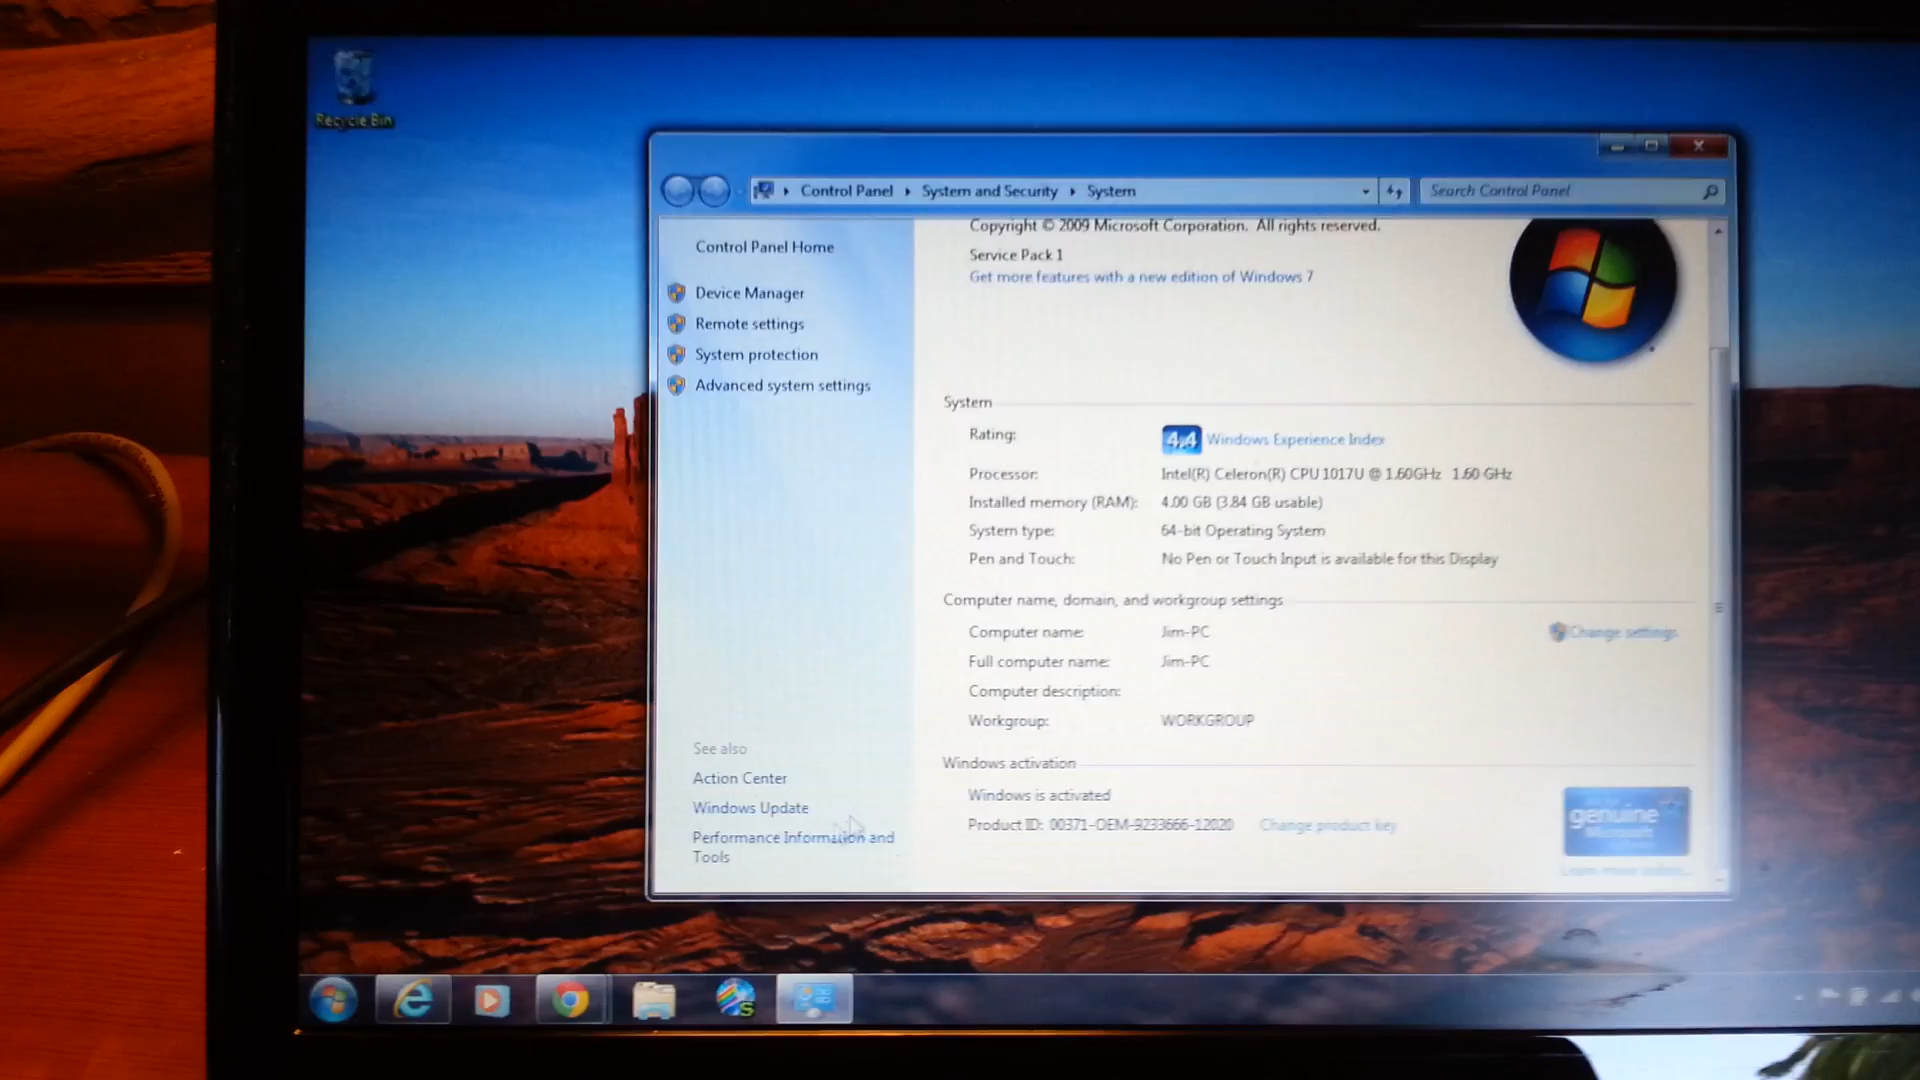 Recycle Bin
Control Panel ▸ System and Security ▸ System
Search Control Panel
Control Panel Home
Device Manager
Remote settings
System protection
Advanced system settings
See also
Action Center
Windows Update
Performance Information and
Tools
Copyright © 2009 Microsoft Corporation. All rights reserved.
Service Pack 1
Get more features with a new edition of Windows 7
System
Rating: 4.4 Windows Experience Index
Processor: Intel(R) Celeron(R) CPU 1017U @ 1.60GHz 1.60 GHz
Installed memory (RAM): 4.00 GB (3.84 GB usable)
System type: 64-bit Operating System
Pen and Touch: No Pen or Touch Input is available for this Display
Computer name, domain, and workgroup settings
Computer name: Jim-PC Change settings
Full computer name: Jim-PC
Computer description:
Workgroup: WORKGROUP
Windows activation
Windows is activated
Product ID: 00371-OEM-9233666-12020 Change product key
genuine
Microsoft